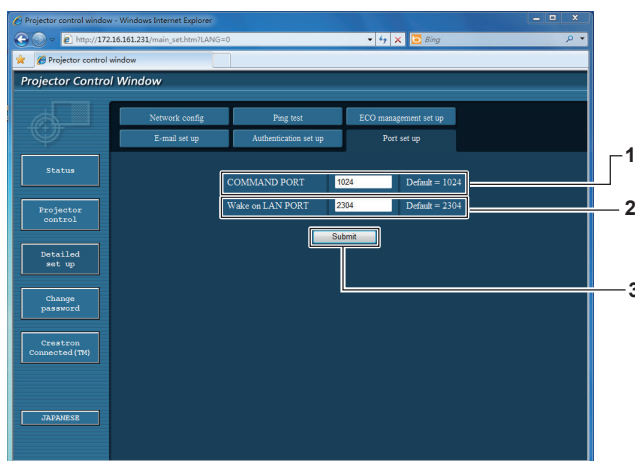 Projector control window - Windows Internet Explorer
http://172.16.161.231/main_set.htm?LANG=0
Bing
Projector control window
Projector Control Window
Network config
Ping test
ECO management set up
E-mail set up
Authentication set up
Port set up
Status
Projector
control
Detailed
set up
Change
password
Crestron
Connected(TM)
JAPANESE
COMMAND PORT 1024 Default = 1024
1
Wake on LAN PORT 2304 Default = 2304
2
Submit
3